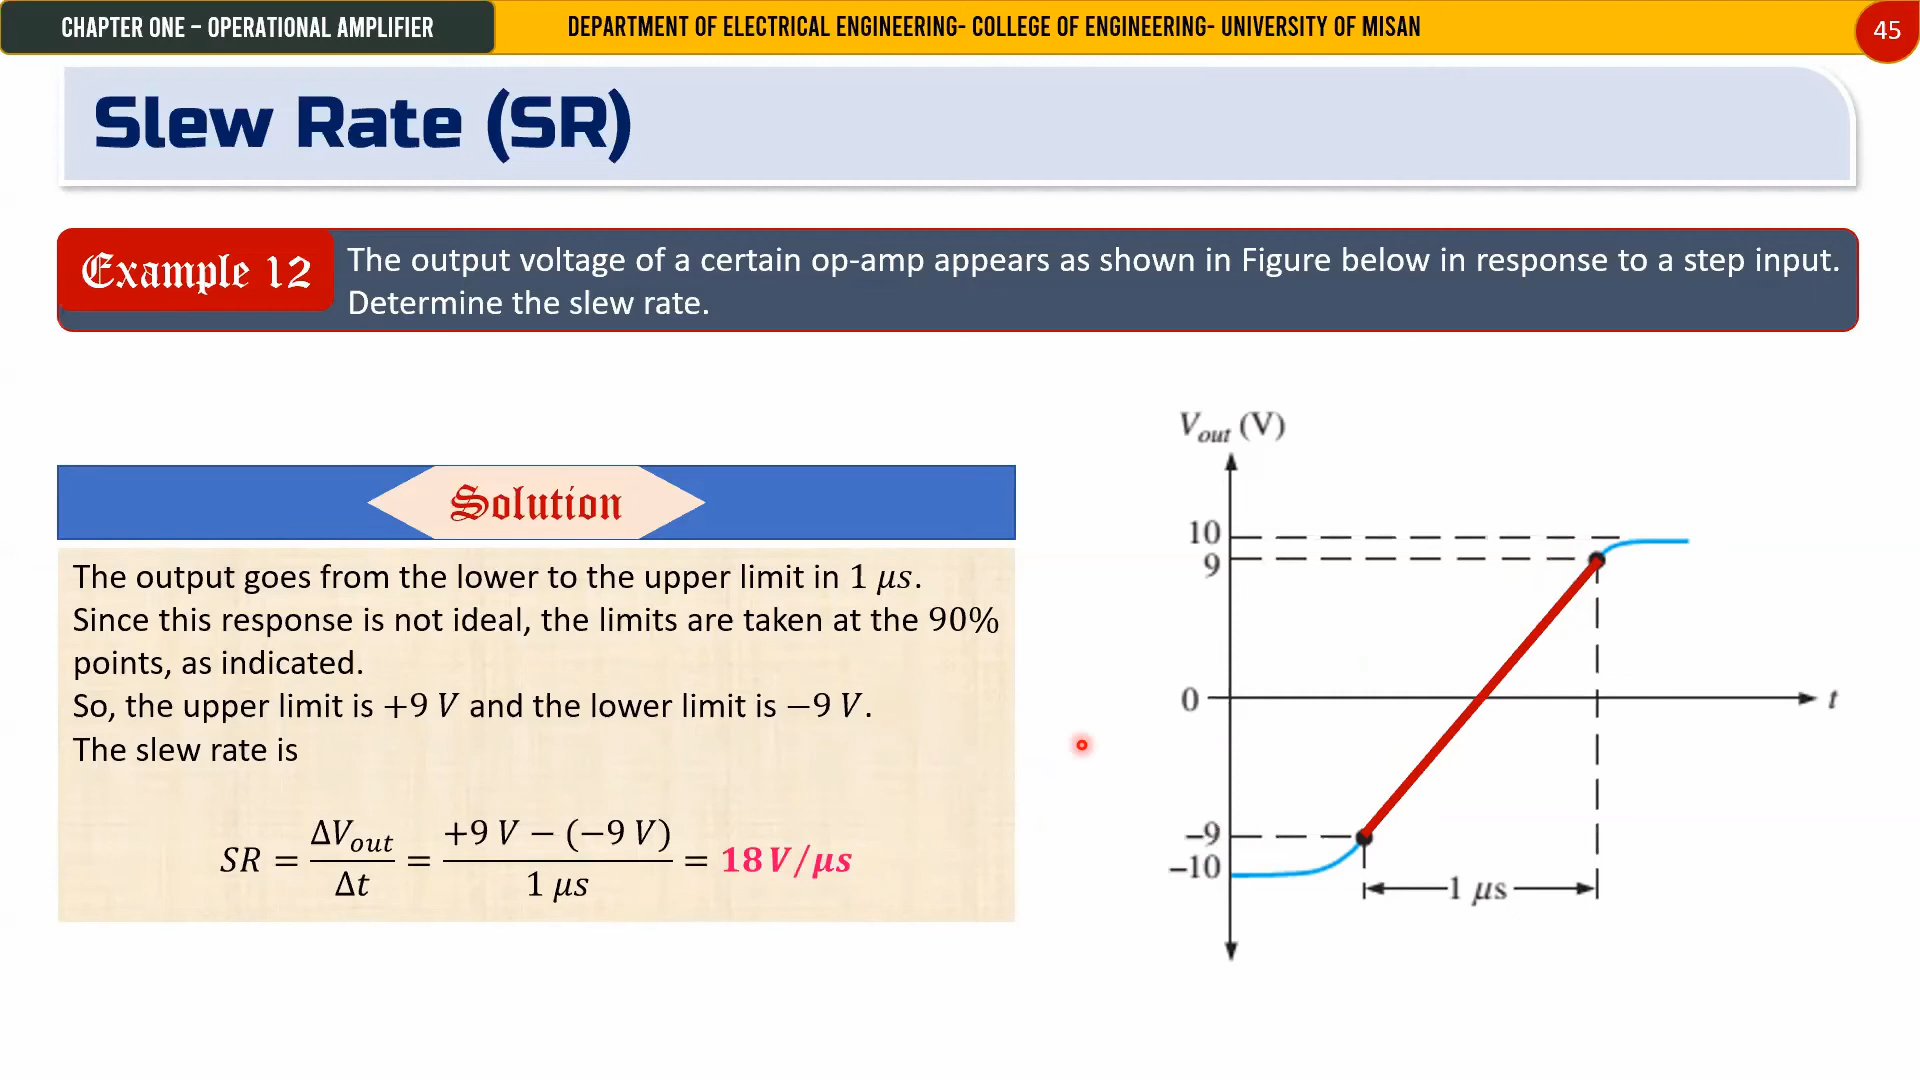 CHAPTER ONE – OPERATIONAL AMPLIFIER
DEPARTMENT OF ELECTRICAL ENGINEERING- COLLEGE OF ENGINEERING- UNIVERSITY OF MISAN
45
Slew Rate (SR)
Example 12
The output voltage of a certain op-amp appears as shown in Figure below in response to a step input.
Determine the slew rate.
Solution
The output goes from the lower to the upper limit in 1 μs.
Since this response is not ideal, the limits are taken at the 90%
points, as indicated.
So, the upper limit is +9 V and the lower limit is −9 V.
The slew rate is
SR = ΔV_out / Δt = +9 V − (−9 V) / 1 μs = 18 V/μs
V_out (V)
10
9
0
t
−9
−10
1 μs